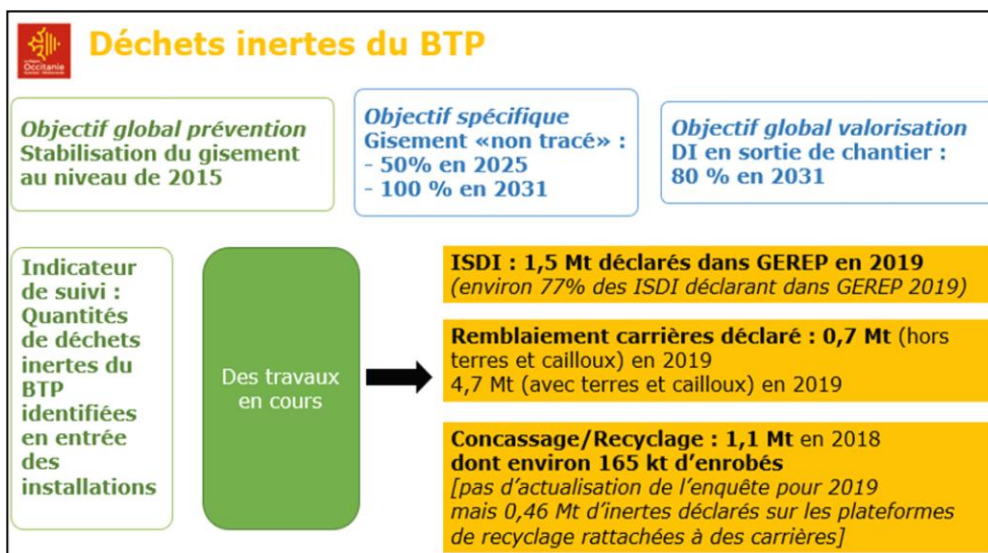 Occitanie
Déchets inertes du BTP
Objectif global prévention
Stabilisation du gisement
au niveau de 2015
Objectif spécifique
Gisement «non tracé» :
- 50% en 2025
- 100 % en 2031
Objectif global valorisation
DI en sortie de chantier :
80 % en 2031
Indicateur
de suivi :
Quantités
de déchets
inertes du
BTP
identifiées
en entrée
des
installations
Des travaux
en cours
ISDI : 1,5 Mt déclarés dans GEREP en 2019
(environ 77% des ISDI déclarant dans GEREP 2019)
Remblaiement carrières déclaré : 0,7 Mt (hors
terres et cailloux) en 2019
4,7 Mt (avec terres et cailloux) en 2019
Concassage/Recyclage : 1,1 Mt en 2018
dont environ 165 kt d’enrobés
[pas d’actualisation de l’enquête pour 2019
mais 0,46 Mt d’inertes déclarés sur les plateformes
de recyclage rattachées à des carrières]